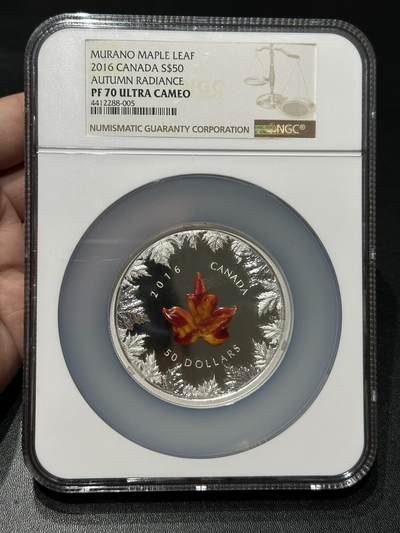 MURANO MAPLE LEAF
2016 CANADA S$50
AUTUMN RADIANCE
PF 70 ULTRA CAMEO
4412288-005
NUMISMATIC GUARANTY CORPORATION
NGC®
2016 CANADA
50 DOLLARS